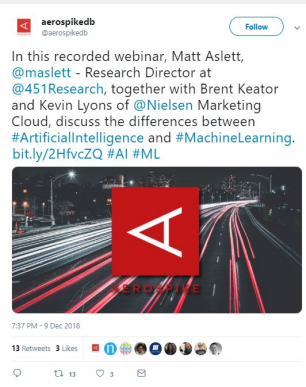 aerospikedb
@aerospikedb
Follow
In this recorded webinar, Matt Aslett,
@maslett - Research Director at
@451Research, together with Brent Keator
and Kevin Lyons of @Nielsen Marketing
Cloud, discuss the differences between
#ArtificialIntelligence and #MachineLearning.
bit.ly/2HfvcZQ #AI #ML
AEROSPIKE
7:37 PM - 9 Dec 2018
13 Retweets 3 Likes
13 3